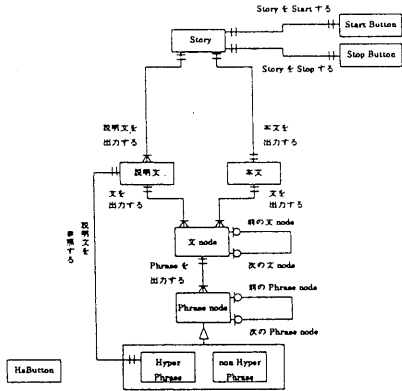 Story を Start する
Start Button
Story
Stop Button
Story を Stop する
説明文を
出力する
本文を
出力する
説明文
本文
文を
出力する
文を
出力する
説明文を
参照する
前の文 node
文 node
次の文 node
Phrase を
出力する
前の Phrase node
Phrase node
次の Phrase node
HsButton
Hyper
Phrase
non Hyper
Phrase